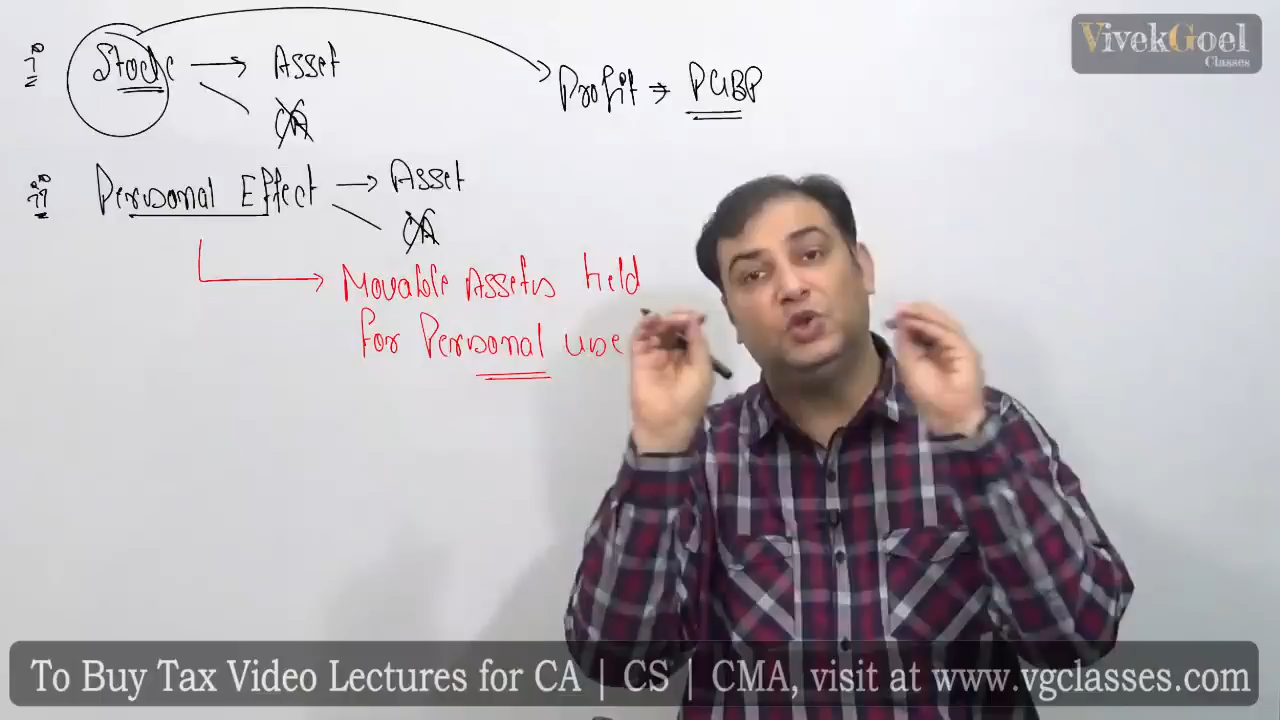 VivekGoel
Classes
i) Stock → Asset
CA
Profit → PGBP
ii) Personal Effect → Asset
CA
Movable Assets held
for Personal use
To Buy Tax Video Lectures for CA | CS | CMA, visit at www.vgclasses.com